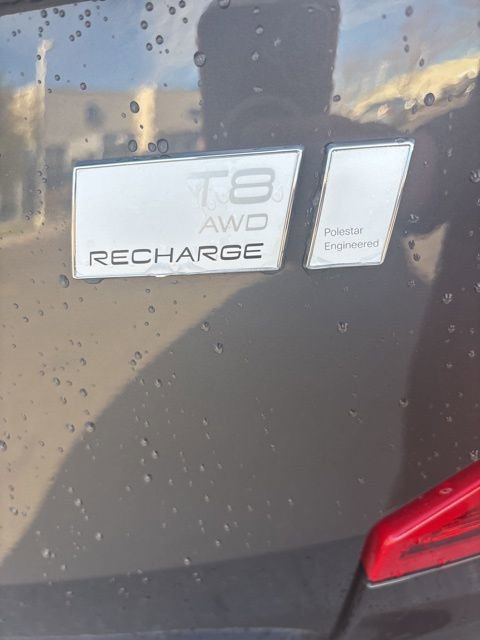 T8
AWD
RECHARGE
Polestar
Engineered